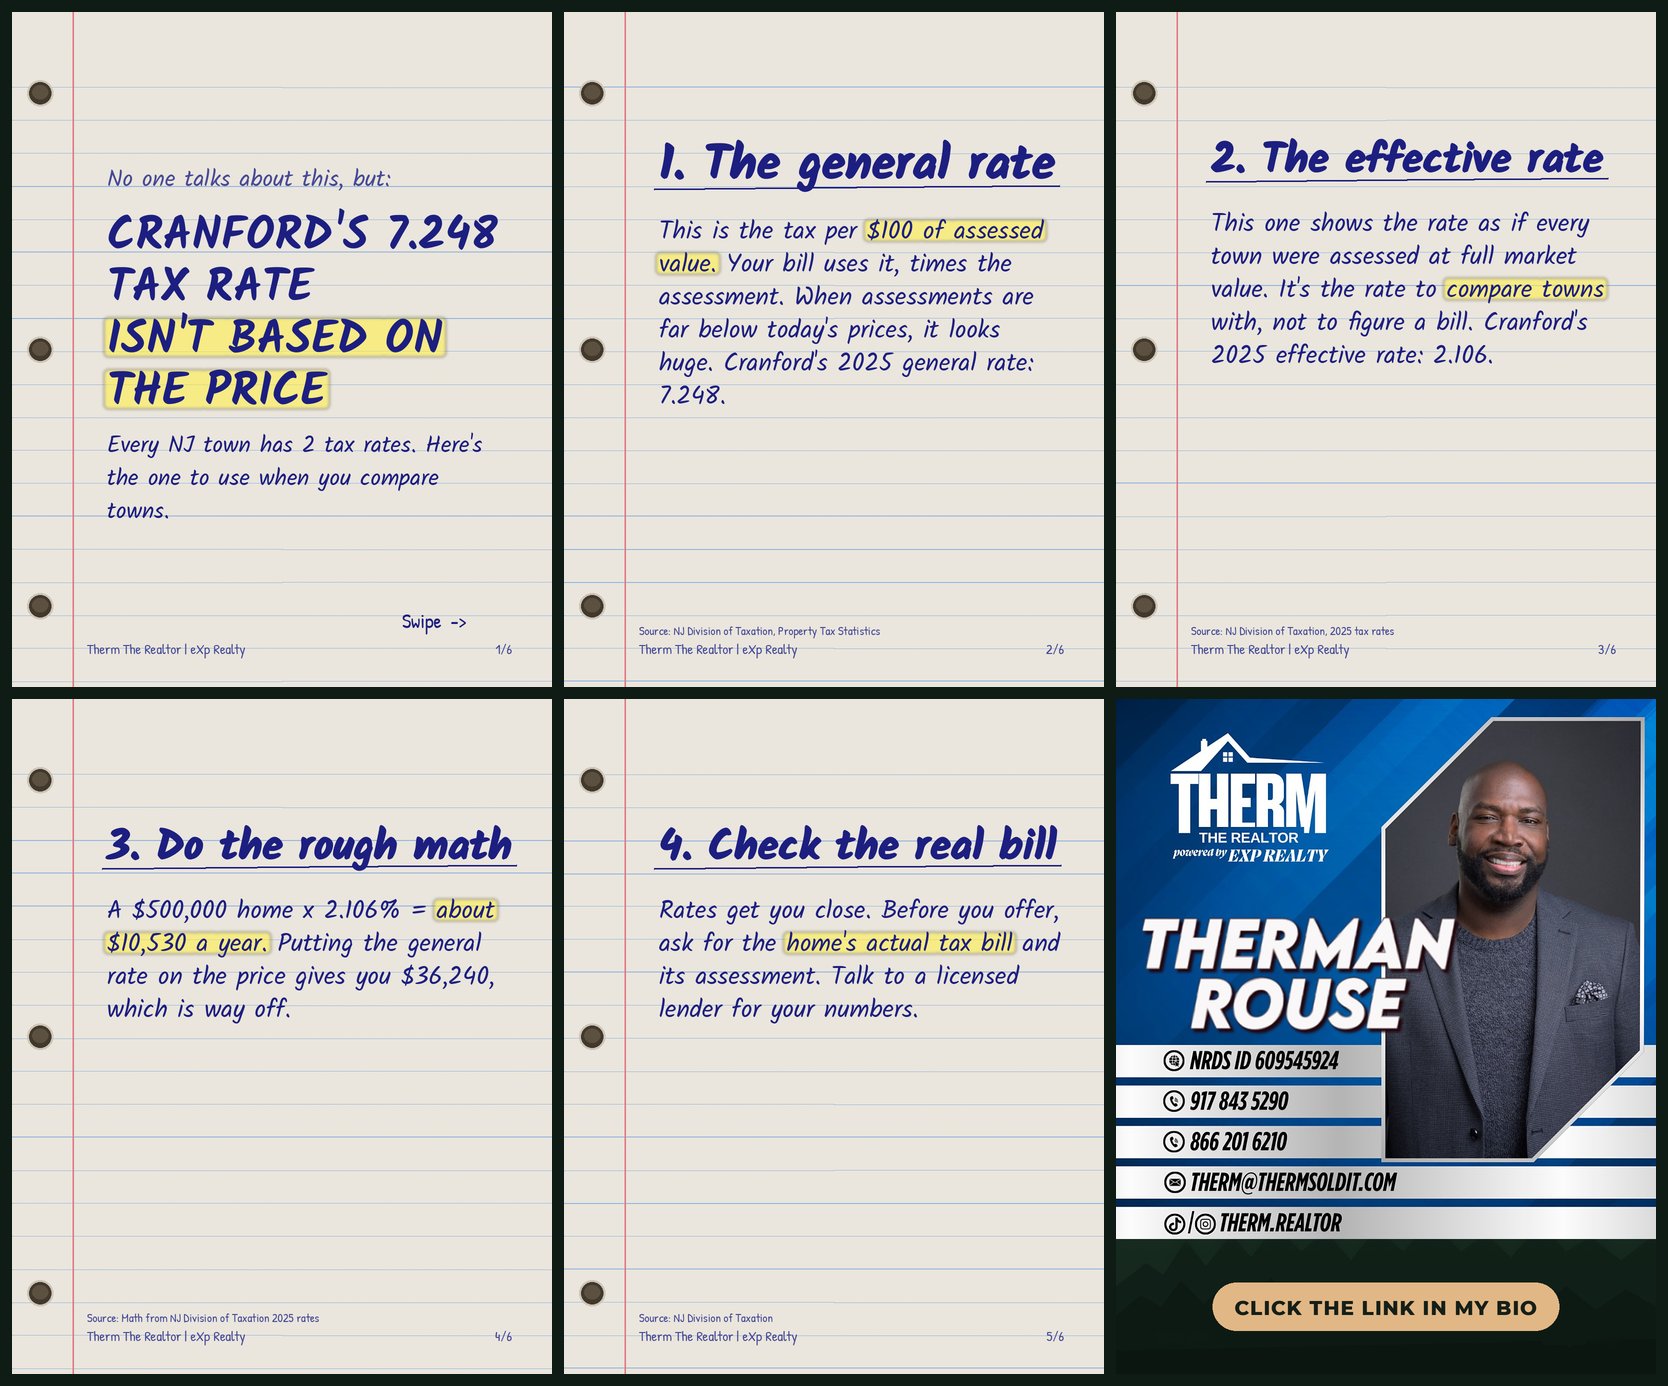 No one talks about this, but:
CRANFORD'S 7.248
TAX RATE
ISN'T BASED ON
THE PRICE
Every NJ town has 2 tax rates. Here's
the one to use when you compare
towns.
Swipe ->
Therm The Realtor | eXp Realty
1/6
1. The general rate
This is the tax per $100 of assessed
value. Your bill uses it, times the
assessment. When assessments are
far below today's prices, it looks
huge. Cranford's 2025 general rate:
7.248.
Source: NJ Division of Taxation, Property Tax Statistics
Therm The Realtor | eXp Realty
2/6
2. The effective rate
This one shows the rate as if every
town were assessed at full market
value. It's the rate to compare towns
with, not to figure a bill. Cranford's
2025 effective rate: 2.106.
Source: NJ Division of Taxation, 2025 tax rates
Therm The Realtor | eXp Realty
3/6
3. Do the rough math
A $500,000 home x 2.106% = about
$10,530 a year. Putting the general
rate on the price gives you $36,240,
which is way off.
Source: Math from NJ Division of Taxation 2025 rates
Therm The Realtor | eXp Realty
4/6
4. Check the real bill
Rates get you close. Before you offer,
ask for the home's actual tax bill and
its assessment. Talk to a licensed
lender for your numbers.
Source: NJ Division of Taxation
Therm The Realtor | eXp Realty
5/6
THERM
THE REALTOR
powered by EXP REALTY
THERMAN
ROUSE
NRDS ID 609545924
917 843 5290
866 201 6210
THERM@THERMSOLDIT.COM
/ THERM.REALTOR
CLICK THE LINK IN MY BIO